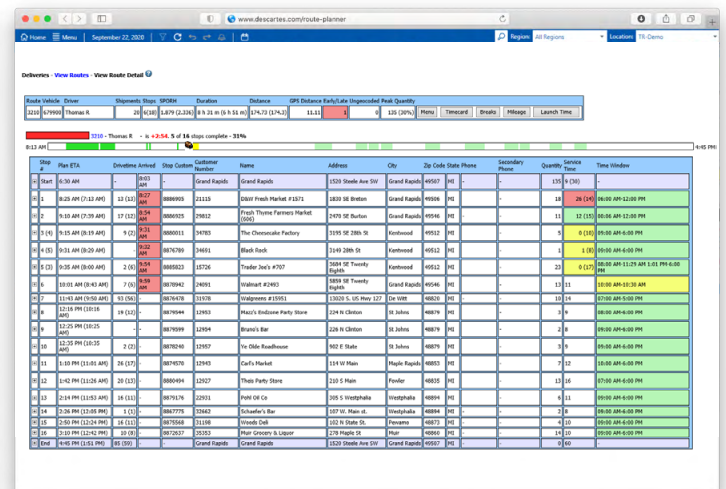 www.descartes.com/route-planner
Home Menu September 22, 2020 Region: All Regions Location: TR-Demo
Deliveries - View Routes - View Route Detail
Route Vehicle Driver Shipments Stops SPORH Duration Distance GPS Distance Early/Late Ungeocoded Peak Quantity
3210 679900 Thomas R 20 6(18) 1.879 (2.336) 8 h 31 m (6 h 51 m) 174.73 (174.3) 11.11 1 0 135 (30%) Menu Timecard Breaks Mileage Launch Time
3210 - Thomas R - is +2:54. 5 of 16 stops complete - 31%
8:13 AM 4:45 PM
Stop # Plan ETA Drivetime Arrived Stop Custom Customer Number Name Address City Zip Code State Phone Secondary Phone Quantity Service Time Time Window
Start 6:30 AM - 8:03 AM Grand Rapids Grand Rapids 1520 Steele Ave SW Grand Rapids 49507 MI - - 135 9 (30) -
1 8:25 AM (7:13 AM) 13 (13) 8:27 AM 8886905 21115 D&W Fresh Market #1571 1830 SE Breton Grand Rapids 49506 MI 18 26 (14) 06:00 AM-12:00 PM
2 9:10 AM (7:39 AM) 17 (12) 8:54 AM 8886925 29812 Fresh Thyme Farmers Market (606) 2470 SE Burton Grand Rapids 49546 MI 11 12 (15) 08:06 AM-12:00 PM
3 (4) 9:15 AM (8:19 AM) 9 (2) 9:31 AM 8880011 34783 The Cheesecake Factory 3195 SE 28th St Kentwood 49512 MI 5 0 (10) 09:00 AM-6:00 PM
4 (5) 9:31 AM (8:29 AM) - 9:32 AM 8876789 34691 Black Rock 3149 28th St Kentwood 49512 MI 1 1 (8) 09:00 AM-6:00 PM
5 (3) 9:35 AM (8:00 AM) 2 (6) 9:54 AM 8885823 15726 Trader Joe's #707 3684 SE Twenty Eighth Kentwood 49512 MI 23 0 (17) 08:00 AM-11:29 AM 1:01 PM-6:00 PM
6 10:01 AM (8:43 AM) 7 (6) 9:59 AM 8878942 24091 Walmart #2493 5859 SE Twenty Eighth Grand Rapids 49546 MI 13 11 10:00 AM-10:30 AM
7 11:43 AM (9:50 AM) 93 (56) - 8876478 31978 Walgreens #15951 13020 S. US Hwy 127 De Witt 48820 MI 10 14 07:00 AM-5:00 PM
8 12:16 PM (10:16 AM) 19 (12) - 8879544 12953 Mazz's Endzone Party Store 224 N Clinton St Johns 48879 MI 3 9 08:00 AM-6:00 PM
9 12:25 PM (10:25 AM) - 8879599 12954 Bruno's Bar 226 N Clinton St Johns 48879 MI 2 8 09:00 AM-6:00 PM
10 12:35 PM (10:35 AM) 2 (2) - 8878240 12957 Ye Olde Roadhouse 902 E State St Johns 48879 MI 3 9 09:00 AM-6:00 PM
11 1:10 PM (11:01 AM) 26 (17) - 8874570 12943 Carl's Market 114 W Main Maple Rapids 48853 MI 7 12 10:00 AM-6:00 PM
12 1:42 PM (11:26 AM) 20 (13) - 8880494 12927 Theis Party Store 210 S Main Fowler 48835 MI 13 16 07:00 AM-6:00 PM
13 2:14 PM (11:53 AM) 16 (11) - 8879176 22931 Pohl Oil Co 305 S Westphalia Westphalia 48894 MI 6 11 09:00 AM-6:00 PM
14 2:26 PM (12:05 PM) 1 (1) - 8867775 32662 Schaefer's Bar 107 W. Main st. Westphalia 48894 MI 2 8 09:00 AM-6:00 PM
15 2:50 PM (12:24 PM) 16 (11) - 8875568 31198 Woods Deli 102 N State St. Pewamo 48873 MI 4 10 09:00 AM-6:00 PM
16 3:10 PM (12:42 PM) 10 (8) - 8872637 35353 Muir Grocery & Liquor 278 Maple St Muir 48860 MI 14 10 09:00 AM-6:00 PM
End 4:45 PM (1:51 PM) 85 (59) - Grand Rapids Grand Rapids 1520 Steele Ave SW Grand Rapids 49507 MI - - 0 60 -